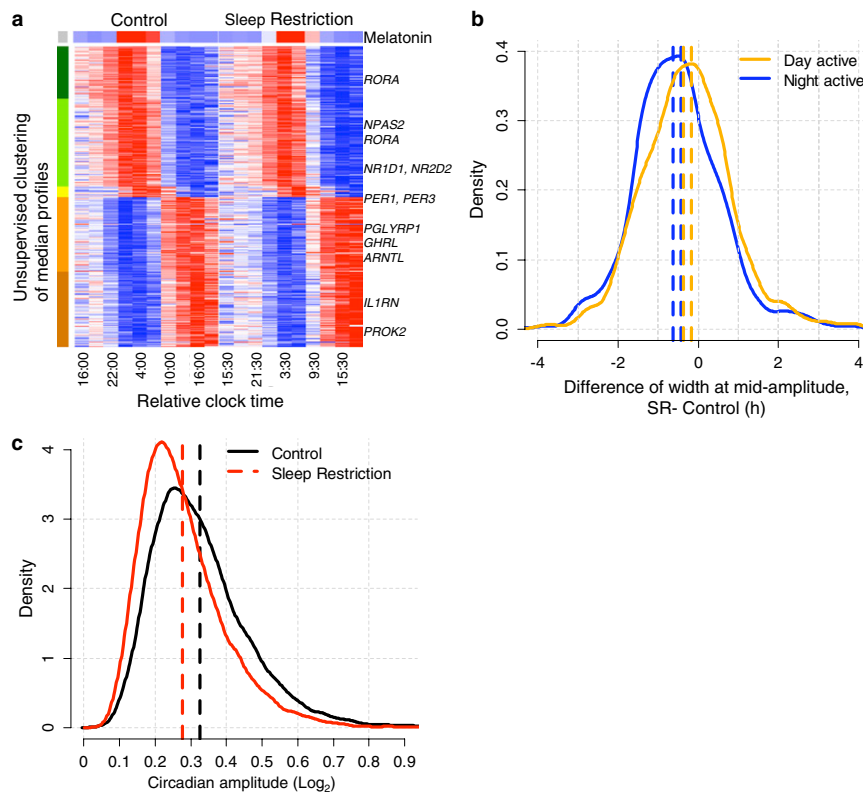 a
Control
Sleep Restriction
Melatonin
Unsupervised clustering
of median profiles
RORA
NPAS2
RORA
NR1D1, NR2D2
PER1, PER3
PGLYRP1
GHRL
ARNTL
IL1RN
PROK2
16:00 22:00 4:00 10:00 16:00 15:30 21:30 3:30 9:30 15:30
Relative clock time
b
Day active
Night active
Density
0.4
0.3
0.2
0.1
0.0
-4 -2 0 2 4
Difference of width at mid-amplitude,
SR- Control (h)
c
Control
Sleep Restriction
Density
4
3
2
1
0
0 0.1 0.2 0.3 0.4 0.5 0.6 0.7 0.8 0.9
Circadian amplitude (Log2)